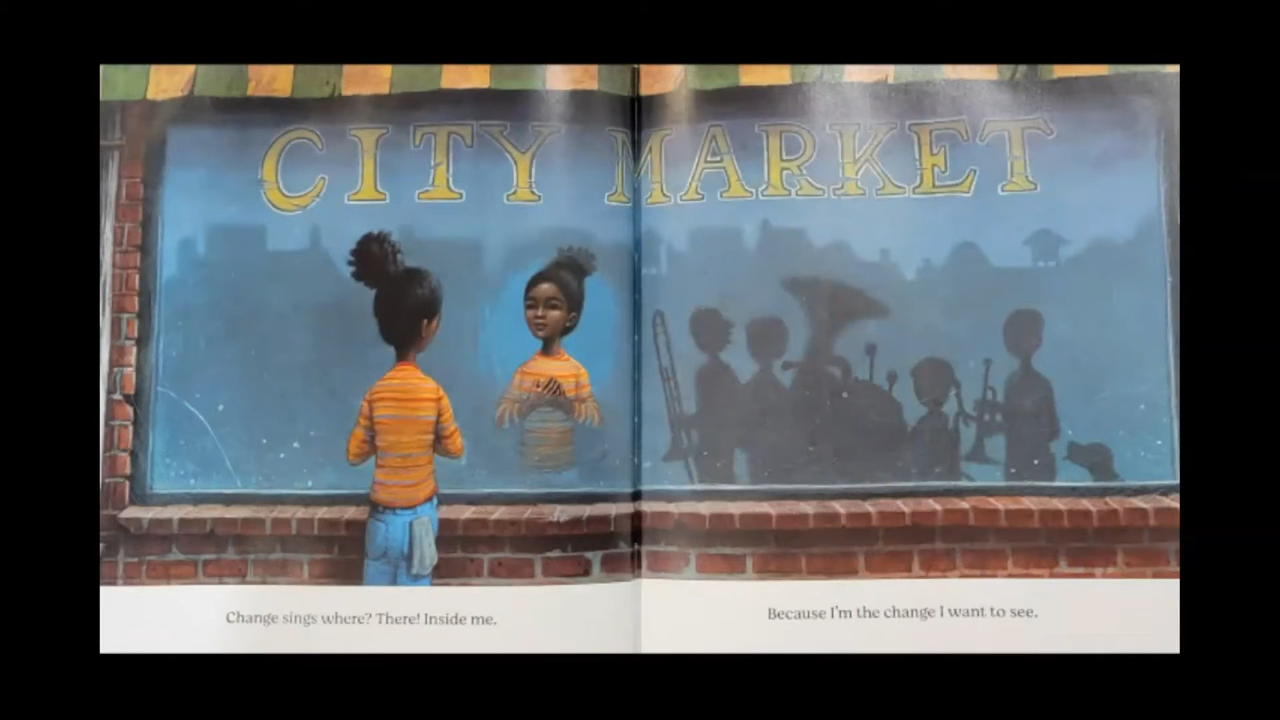 CITY MARKET
Change sings where? There! Inside me.
Because I'm the change I want to see.